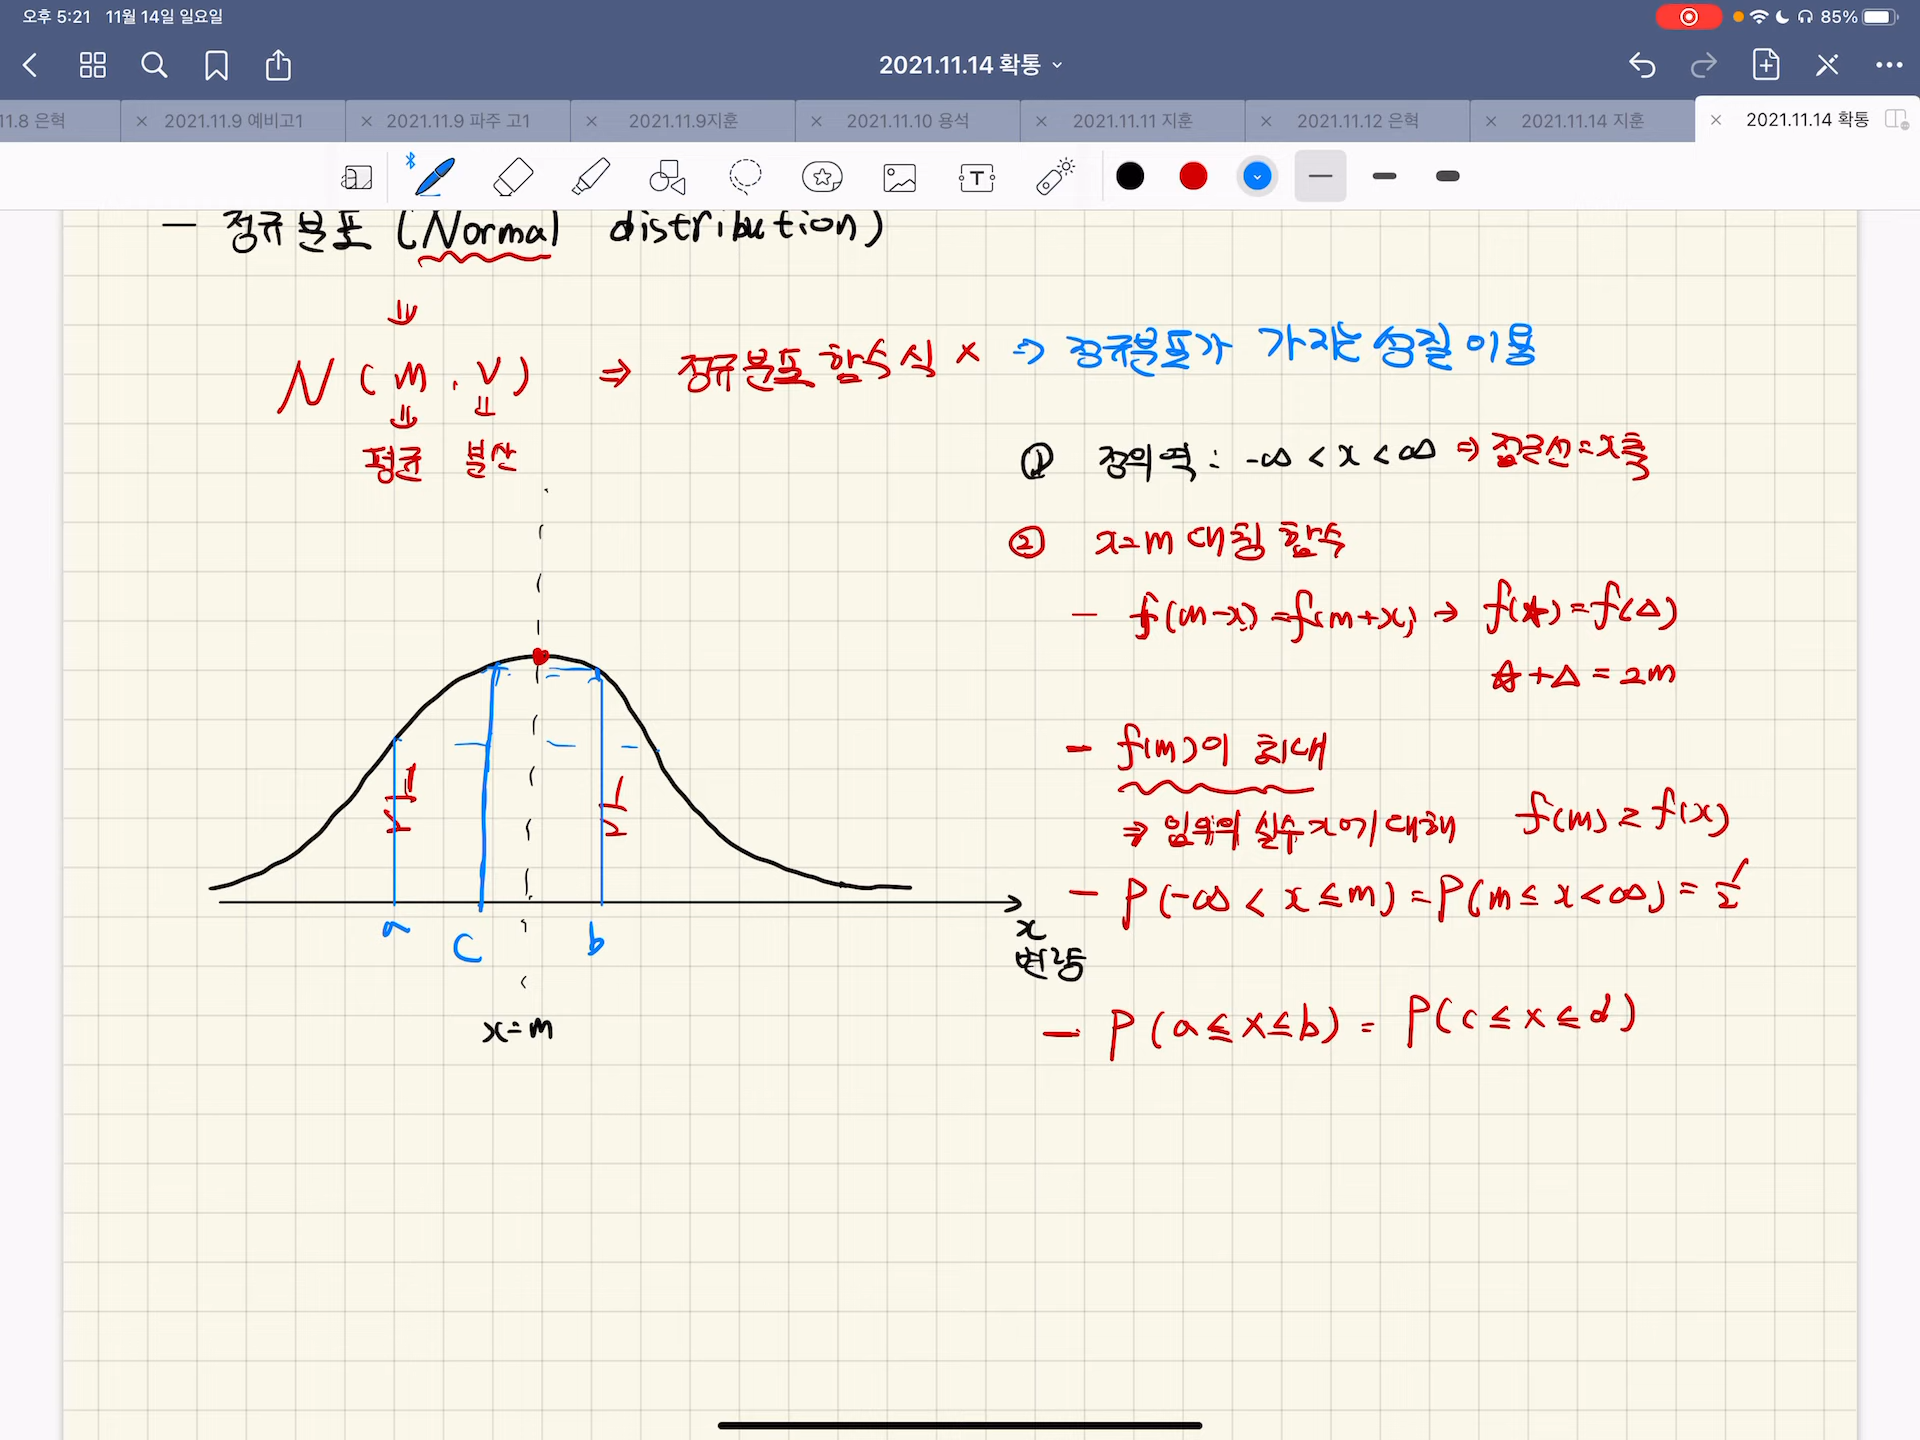 오후 5:21 11월 14일 일요일
85%
2021.11.14 확통
11.8 은혁
2021.11.9 예비고1
2021.11.9 파주 고1
2021.11.9지훈
2021.11.10 용석
2021.11.11 지훈
2021.11.12 은혁
2021.11.14 지훈
2021.11.14 확통
- 정규분포 (Normal distribution)
⇓
N (m, V) ⇒ 정규분포 함수식 × ⇒ 정규분포가 가지는 성질 이용
⇓ ⇓
평균 분산
① 정의역 : -∞ < x < ∞ ⇒ 점근선 = x축
② x=m 대칭 함수
- f(m-x) = f(m+x) → f(☆) = f(△)
☆ + △ = 2m
- f(m)이 최대
⇒ 임의의 실수 x에 대해 f(m) ≥ f(x)
- P(-∞ < x ≤ m) = P(m ≤ x < ∞) = 1/2
- P(a ≤ x ≤ b) = P(c ≤ x ≤ d)
1/2 1/2
a c b
x
변량
x=m